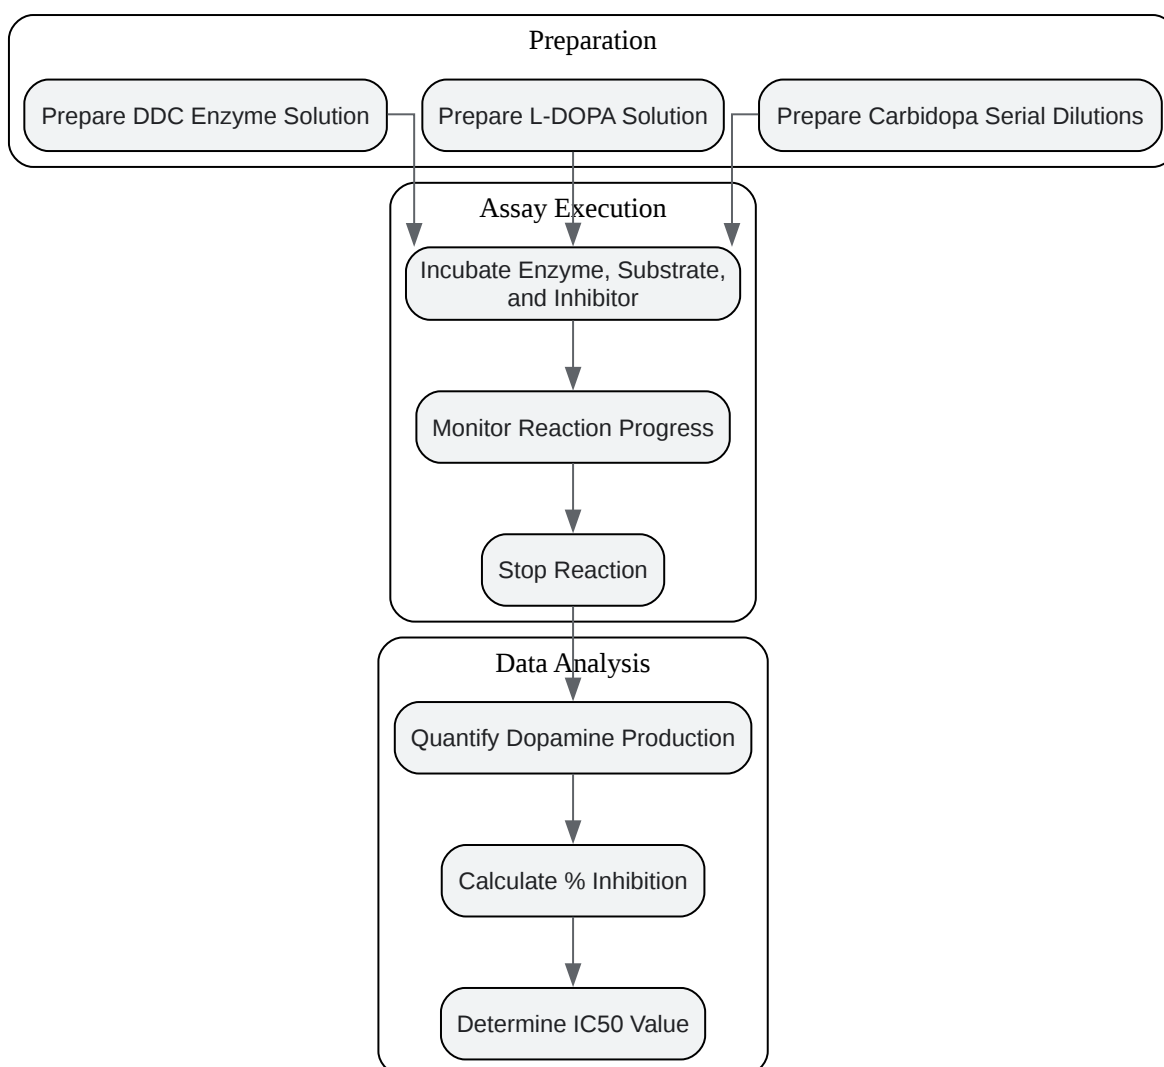 Preparation
Prepare DDC Enzyme Solution
Prepare L-DOPA Solution
Prepare Carbidopa Serial Dilutions
Assay Execution
Incubate Enzyme, Substrate,
and Inhibitor
Monitor Reaction Progress
Stop Reaction
Data Analysis
Quantify Dopamine Production
Calculate % Inhibition
Determine IC50 Value